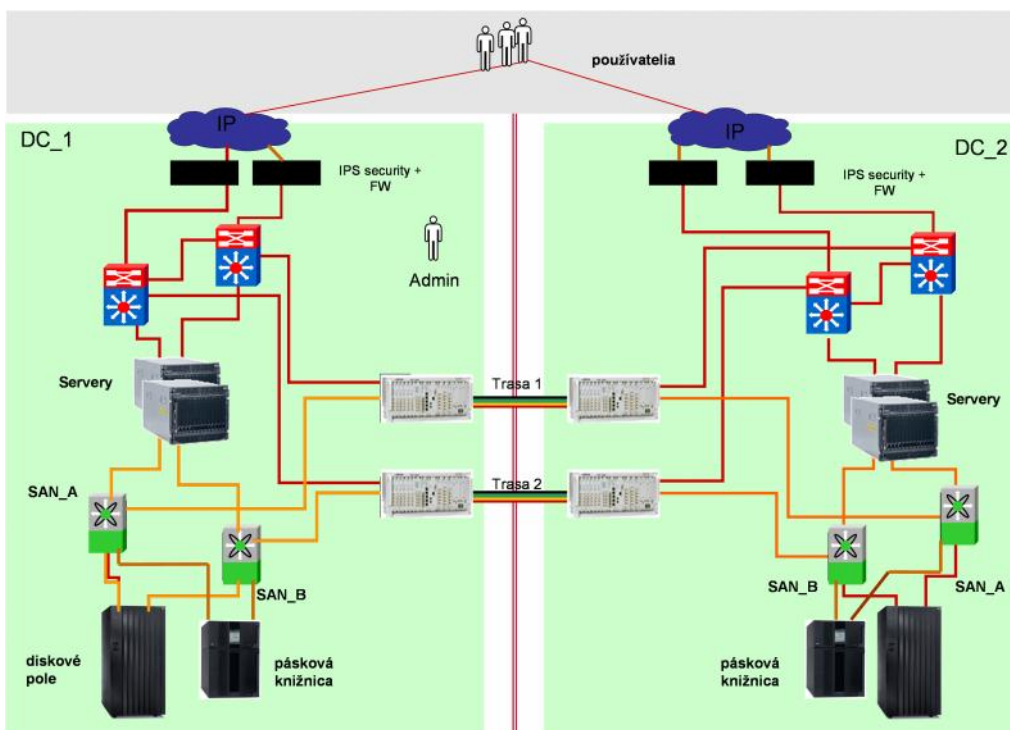 používatelia
IP
IP
DC_1
DC_2
IPS security +
FW
IPS security +
FW
Admin
Servery
Trasa 1
Servery
SAN_A
Trasa 2
SAN_B
SAN_B
SAN_A
diskové
pole
pásková
knižnica
pásková
knižnica